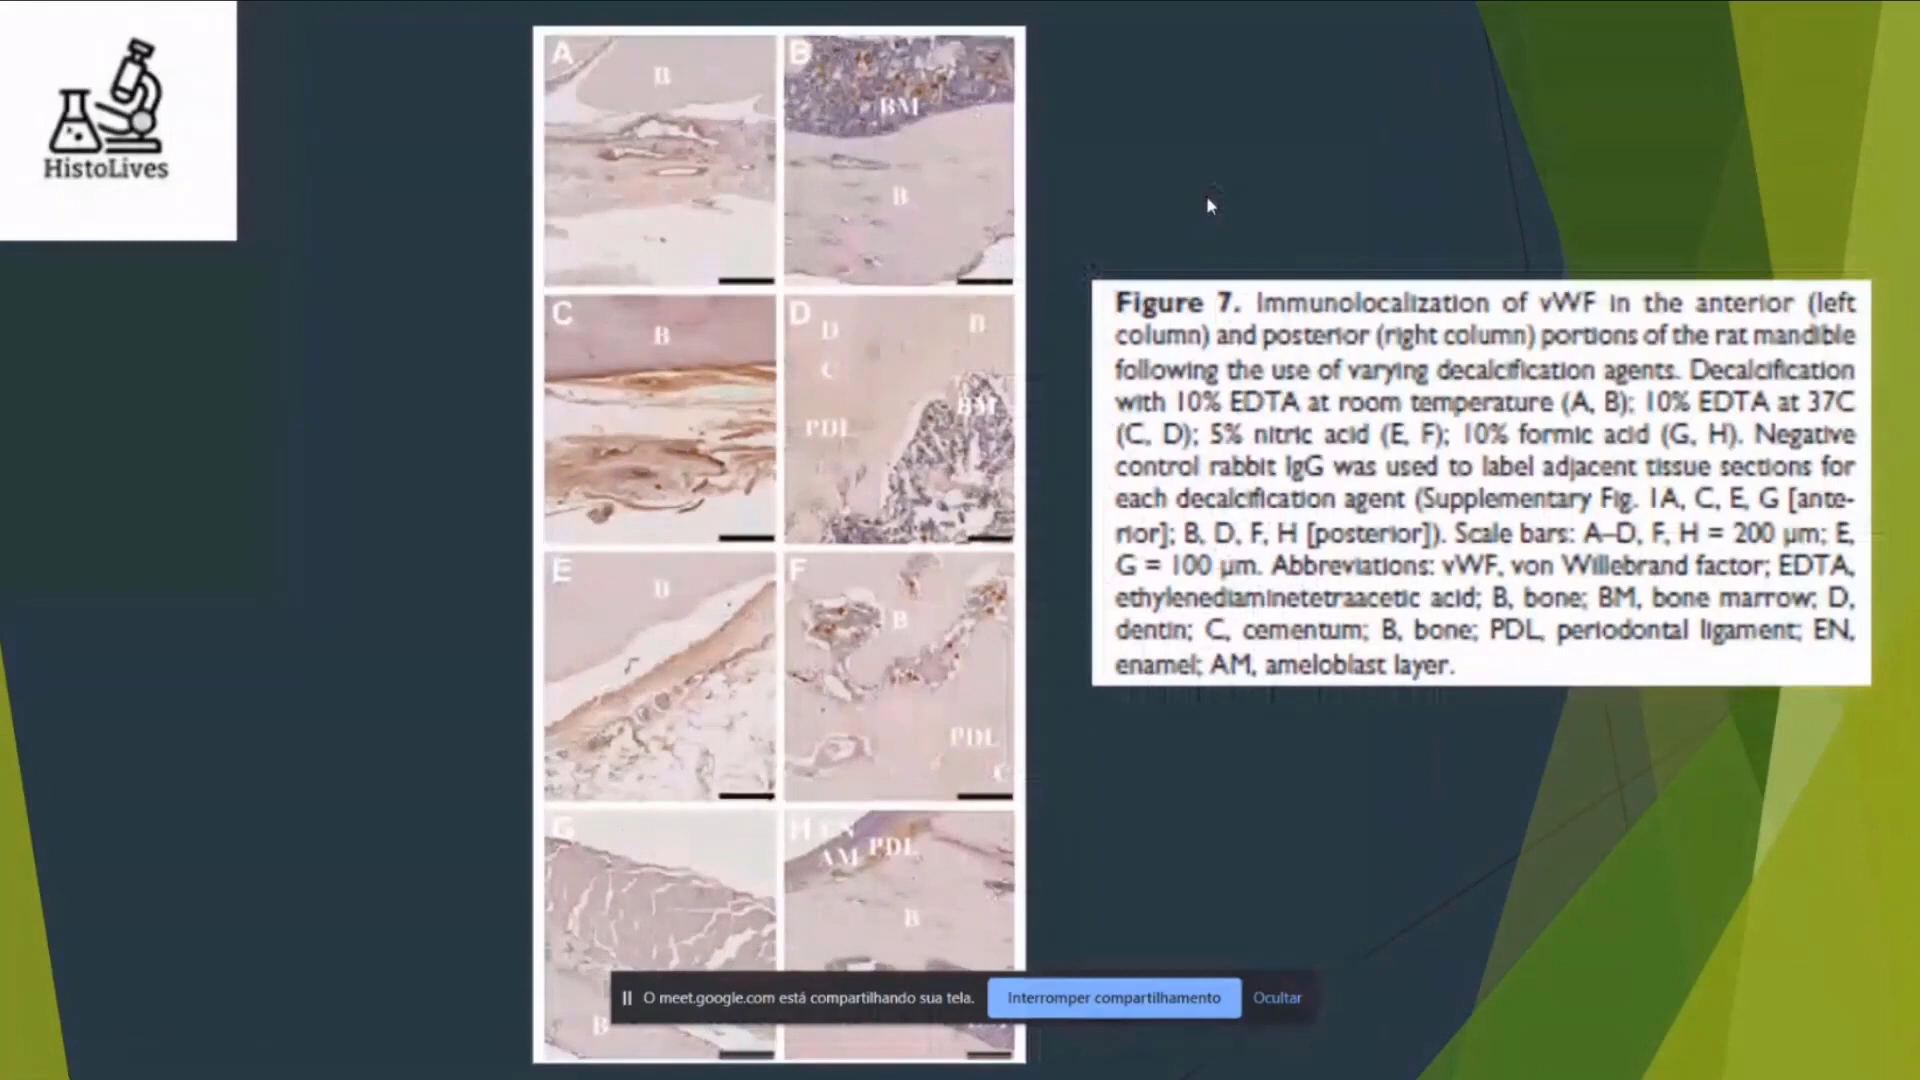 HistoLives
A
B
B
BM
B
C
B
D
D
B
C
BM
PDL
E
B
F
B
PDL
C
G
B
H EN
AM PDL
B
Figure 7. Immunolocalization of vWF in the anterior (left
column) and posterior (right column) portions of the rat mandible
following the use of varying decalcification agents. Decalcification
with 10% EDTA at room temperature (A, B); 10% EDTA at 37C
(C, D); 5% nitric acid (E, F); 10% formic acid (G, H). Negative
control rabbit IgG was used to label adjacent tissue sections for
each decalcification agent (Supplementary Fig. 1A, C, E, G [ante-
rior]; B, D, F, H [posterior]). Scale bars: A–D, F, H = 200 µm; E,
G = 100 µm. Abbreviations: vWF, von Willebrand factor; EDTA,
ethylenediaminetetraacetic acid; B, bone; BM, bone marrow; D,
dentin; C, cementum; B, bone; PDL, periodontal ligament; EN,
enamel; AM, ameloblast layer.
O meet.google.com está compartilhando sua tela.
Interromper compartilhamento
Ocultar